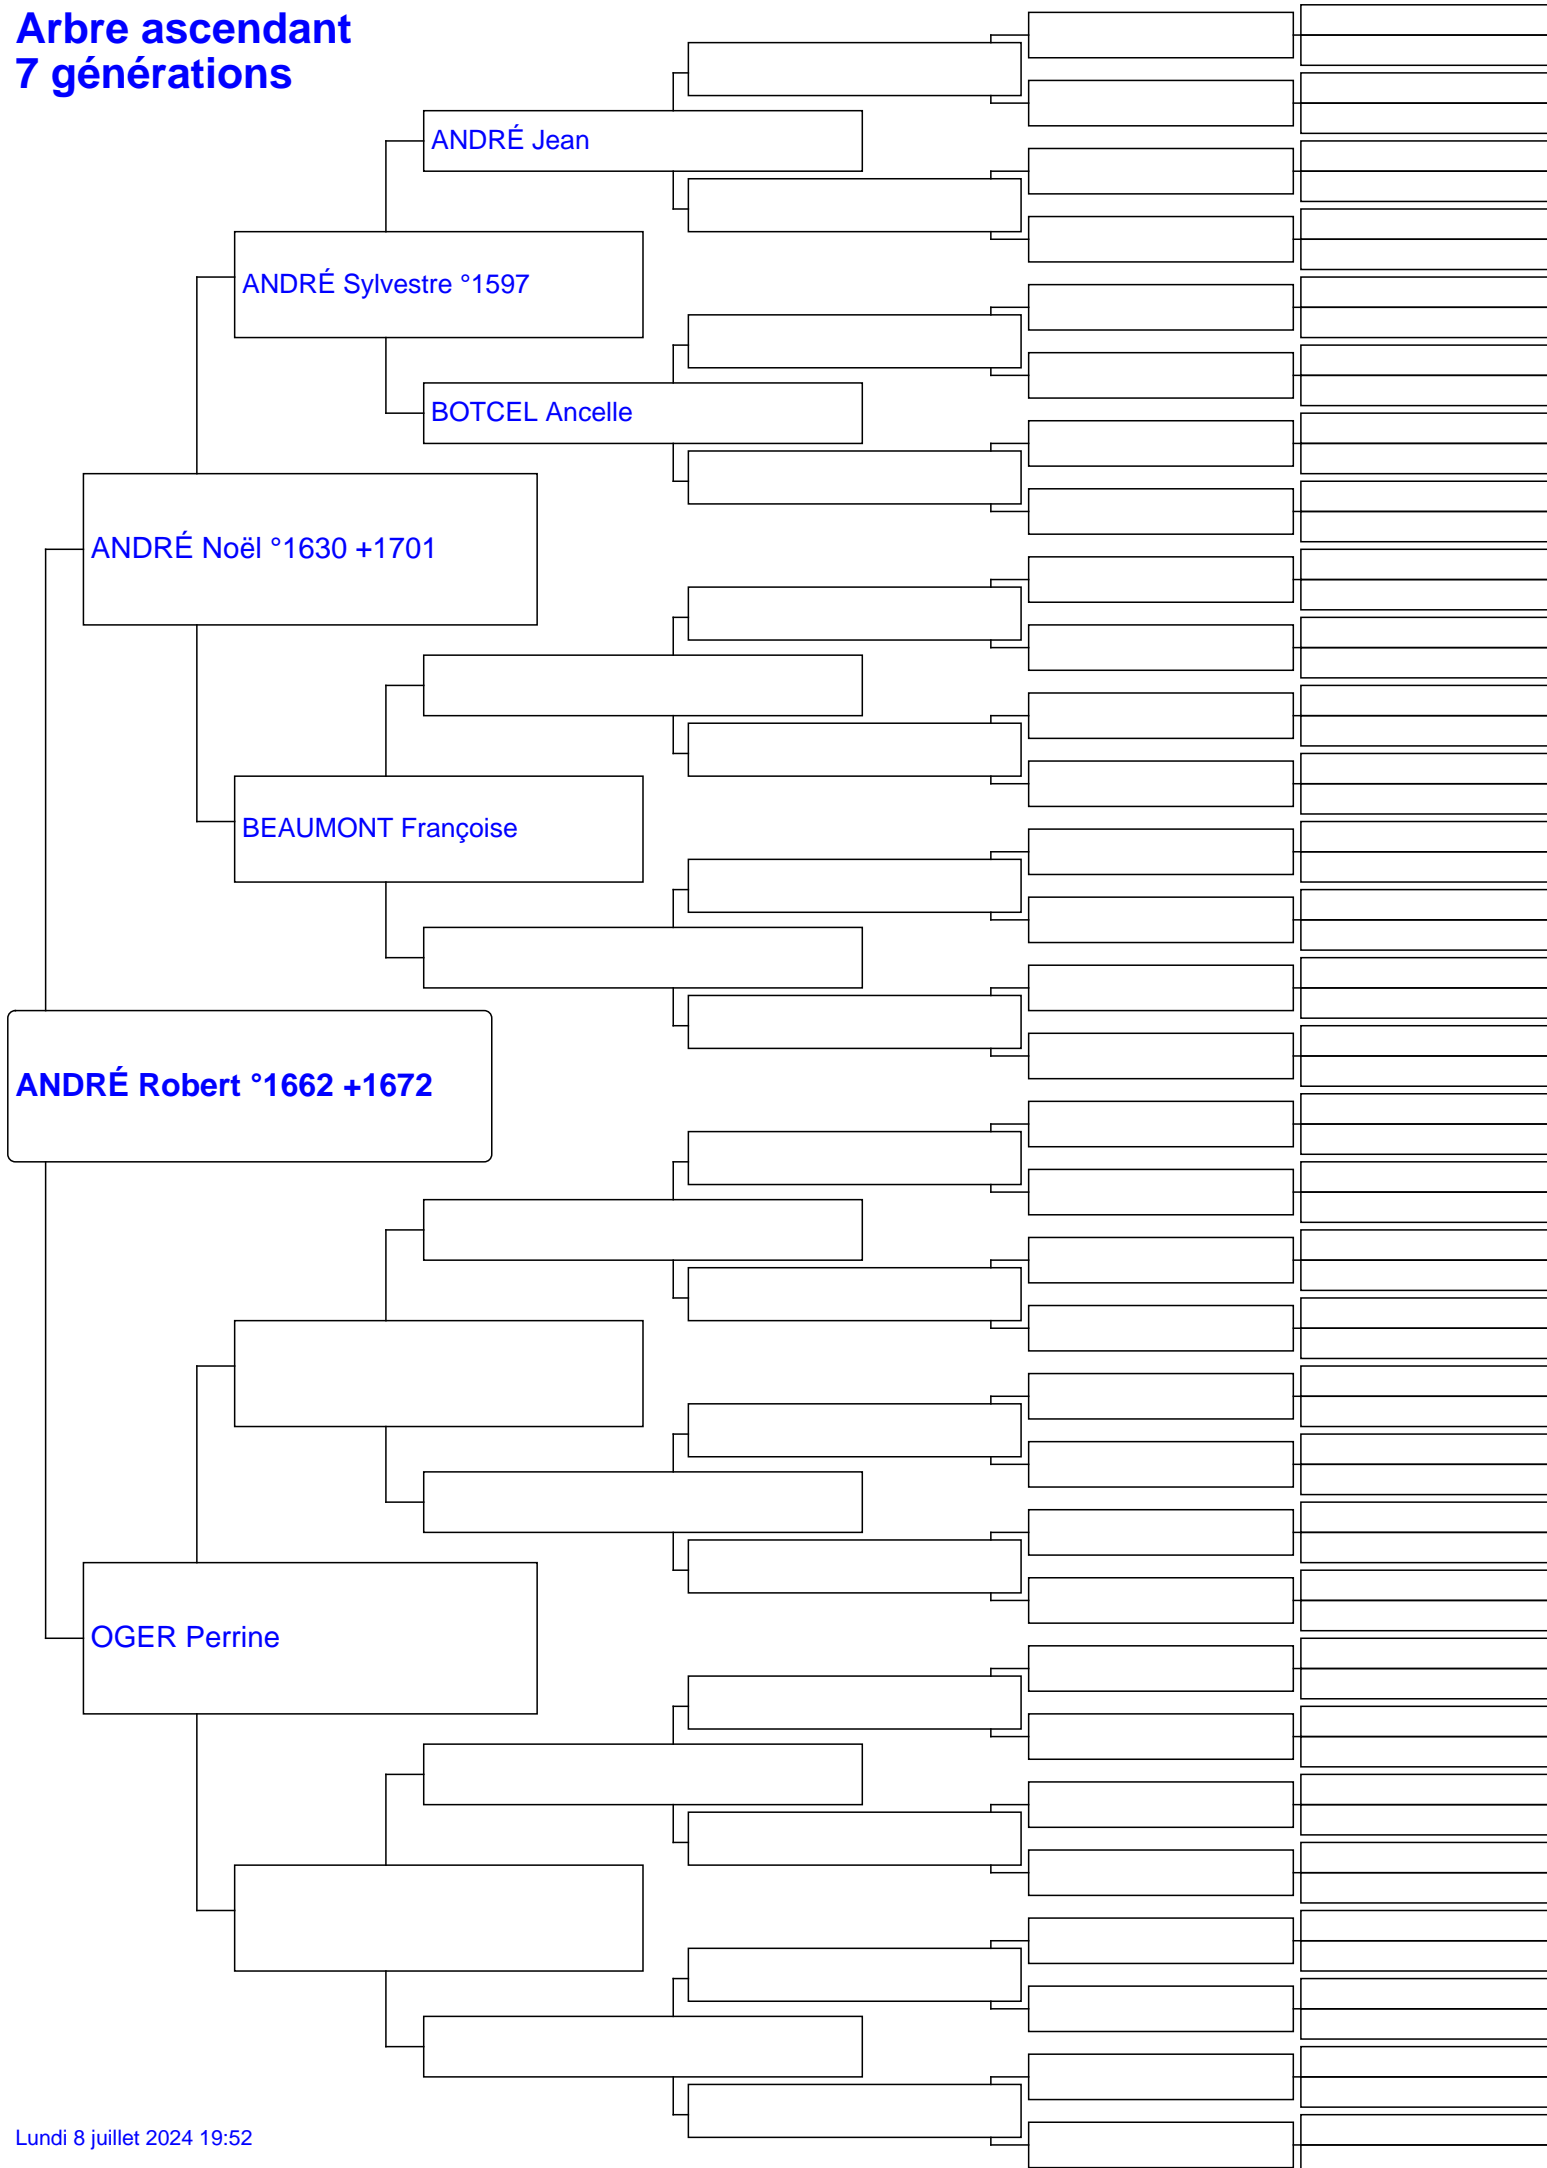 Arbre ascendant
7 générations
ANDRÉ Jean
ANDRÉ Sylvestre °1597
BOTCEL Ancelle
ANDRÉ Noël °1630 +1701
BEAUMONT Françoise
ANDRÉ Robert °1662 +1672
OGER Perrine
Lundi 8 juillet 2024 19:52